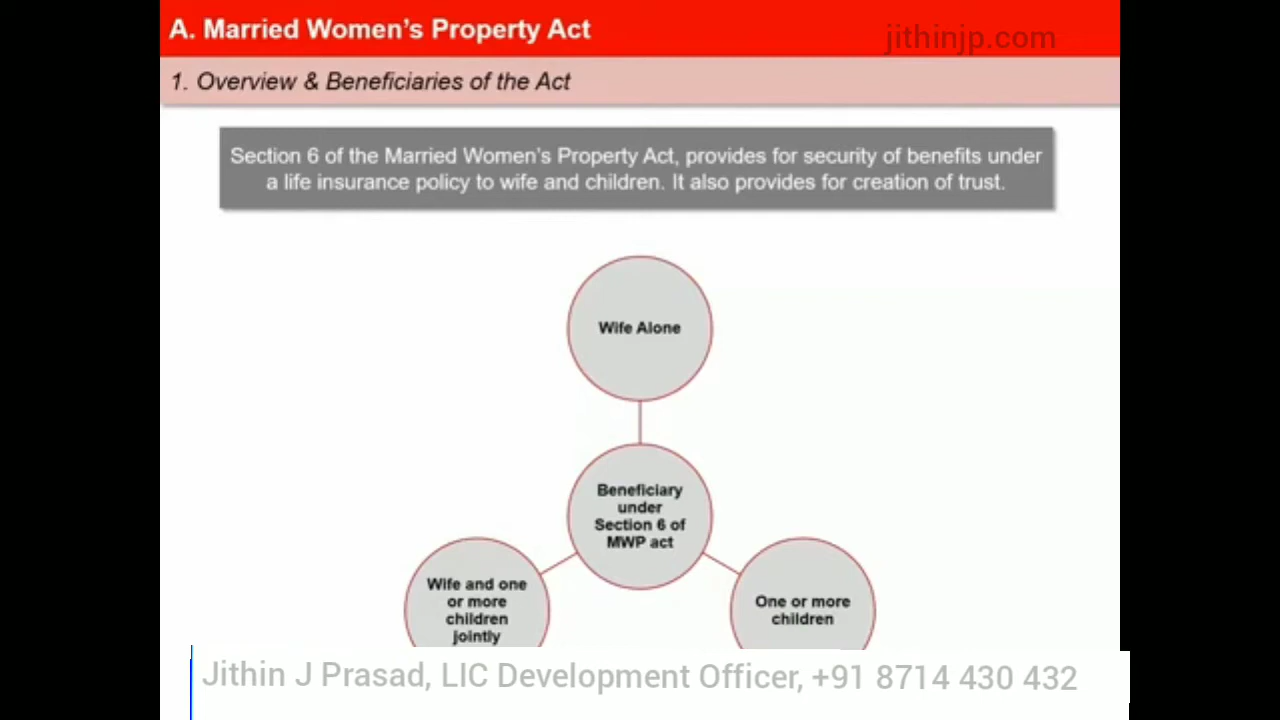 A. Married Women's Property Act
jithinjp.com
1. Overview & Beneficiaries of the Act
Section 6 of the Married Women's Property Act, provides for security of benefits under
a life insurance policy to wife and children. It also provides for creation of trust.
Wife Alone
Beneficiary
under
Section 6 of
MWP act
Wife and one
or more
children
jointly
One or more
children
Jithin J Prasad, LIC Development Officer, +91 8714 430 432